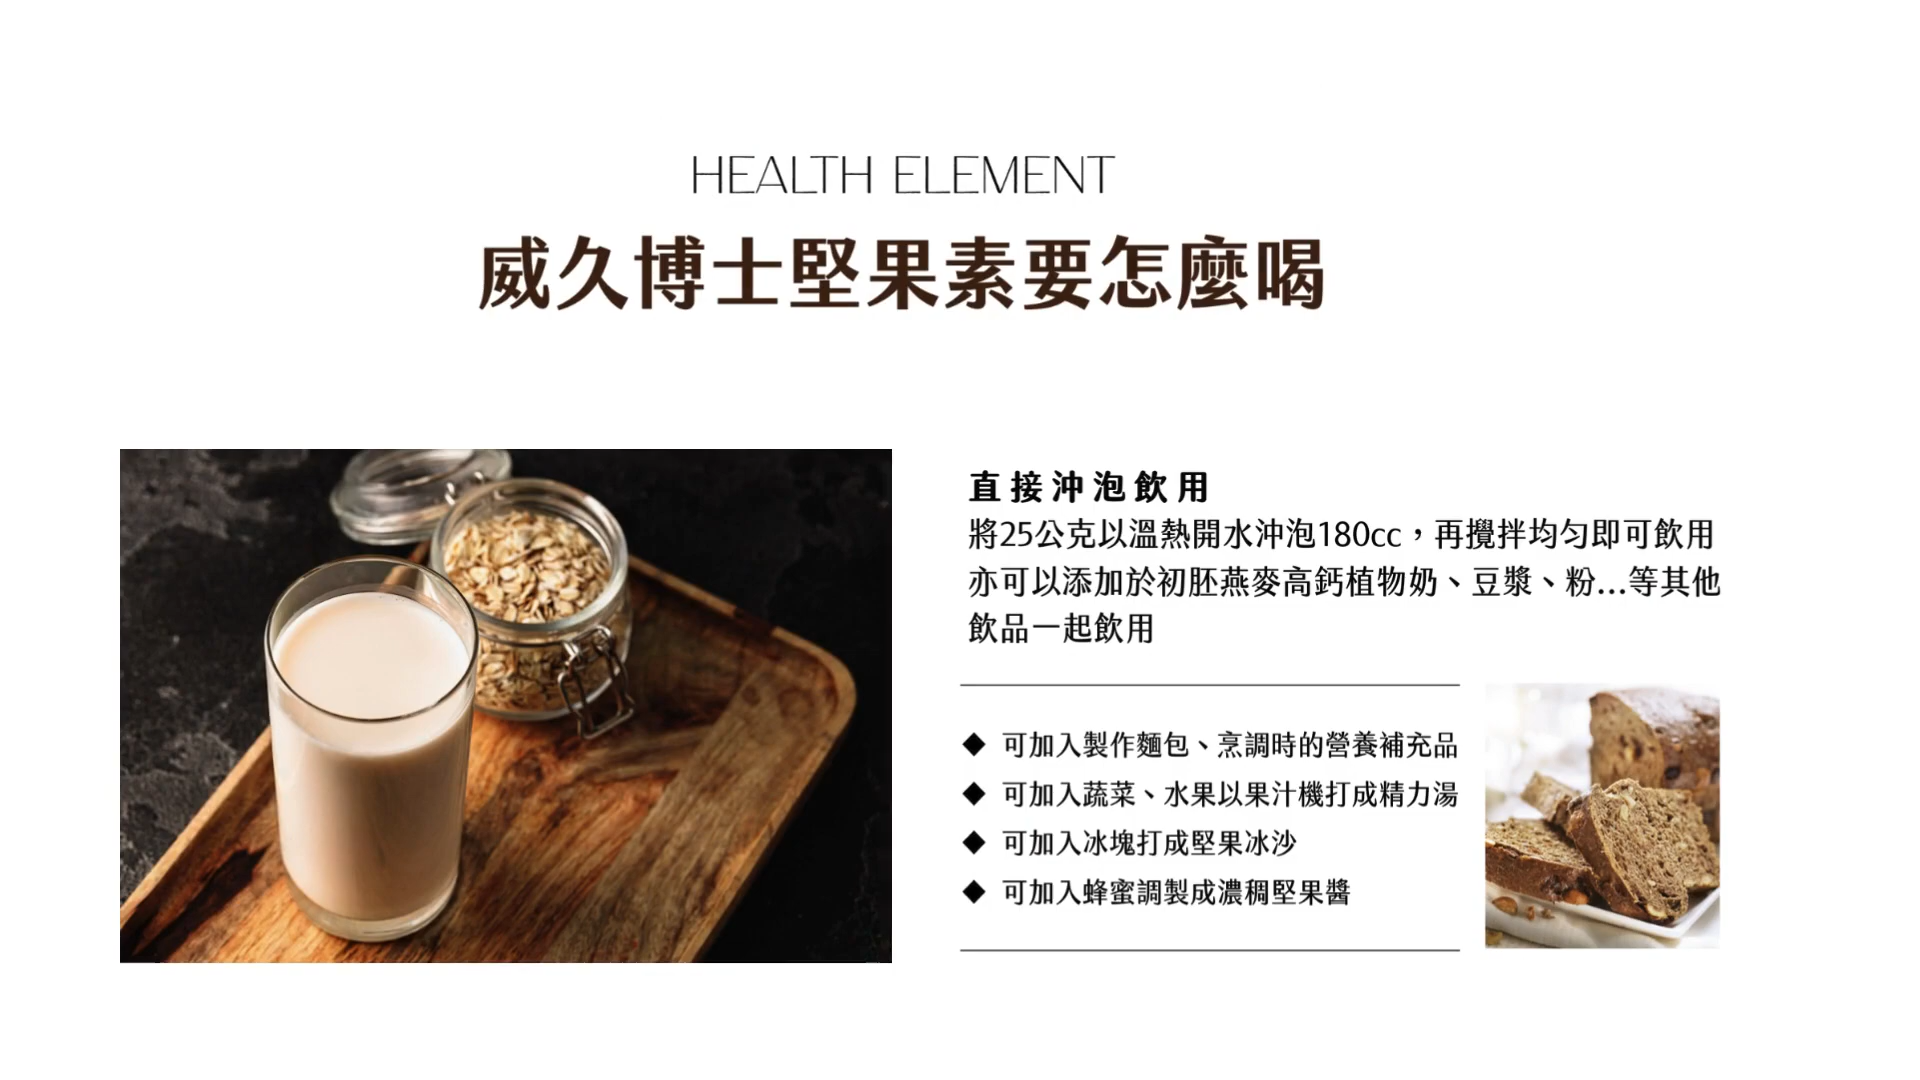 HEALTH ELEMENT
威久博士堅果素要怎麼喝
直接沖泡飲用
將25公克以溫熱開水沖泡180cc，再攪拌均勻即可飲用
亦可以添加於初胚燕麥高鈣植物奶、豆漿、粉...等其他
飲品一起飲用
◆ 可加入製作麵包、烹調時的營養補充品
◆ 可加入蔬菜、水果以果汁機打成精力湯
◆ 可加入冰塊打成堅果冰沙
◆ 可加入蜂蜜調製成濃稠堅果醬